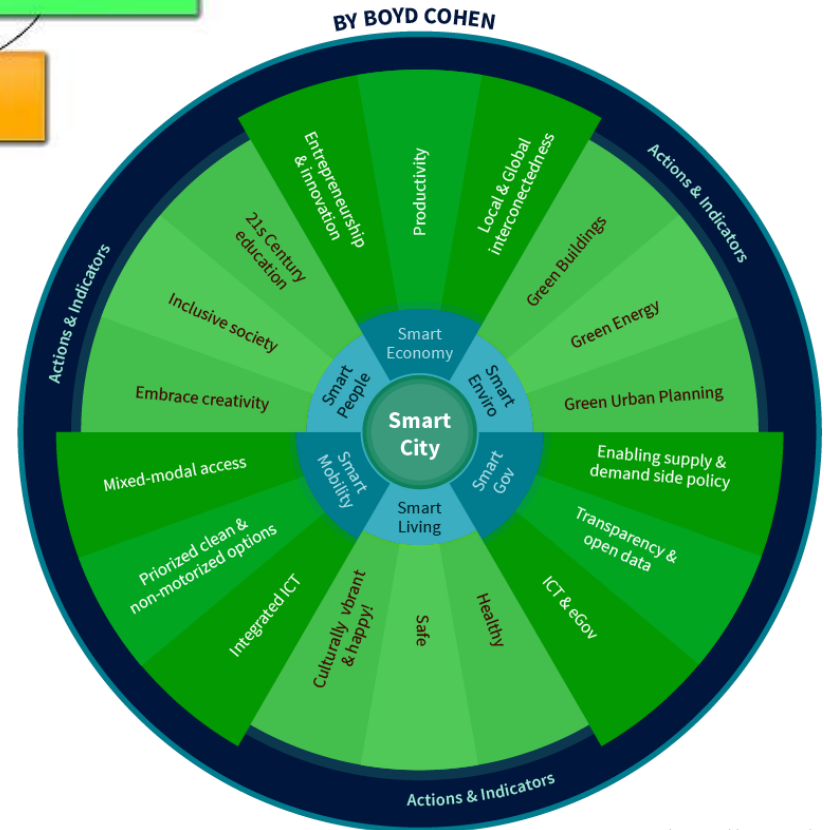 BY BOYD COHEN
Actions & Indicators
Actions & Indicators
Actions & Indicators
Smart
City
Smart
Economy
Entrepreneurship
& innovation
Productivity
Local & Global
interconectedness
Smart
Enviro
Green Buildings
Green Energy
Green Urban Planning
Smart
Gov
Enabling supply &
demand side policy
Transparency &
open data
ICT & eGov
Smart
Living
Healthy
Safe
Culturally vbrant
& happy!
Smart
Mobility
Integrated ICT
Priorized clean &
non-motorized options
Mixed-modal access
Smart
People
Embrace creativity
Inclusive society
21s Century
education